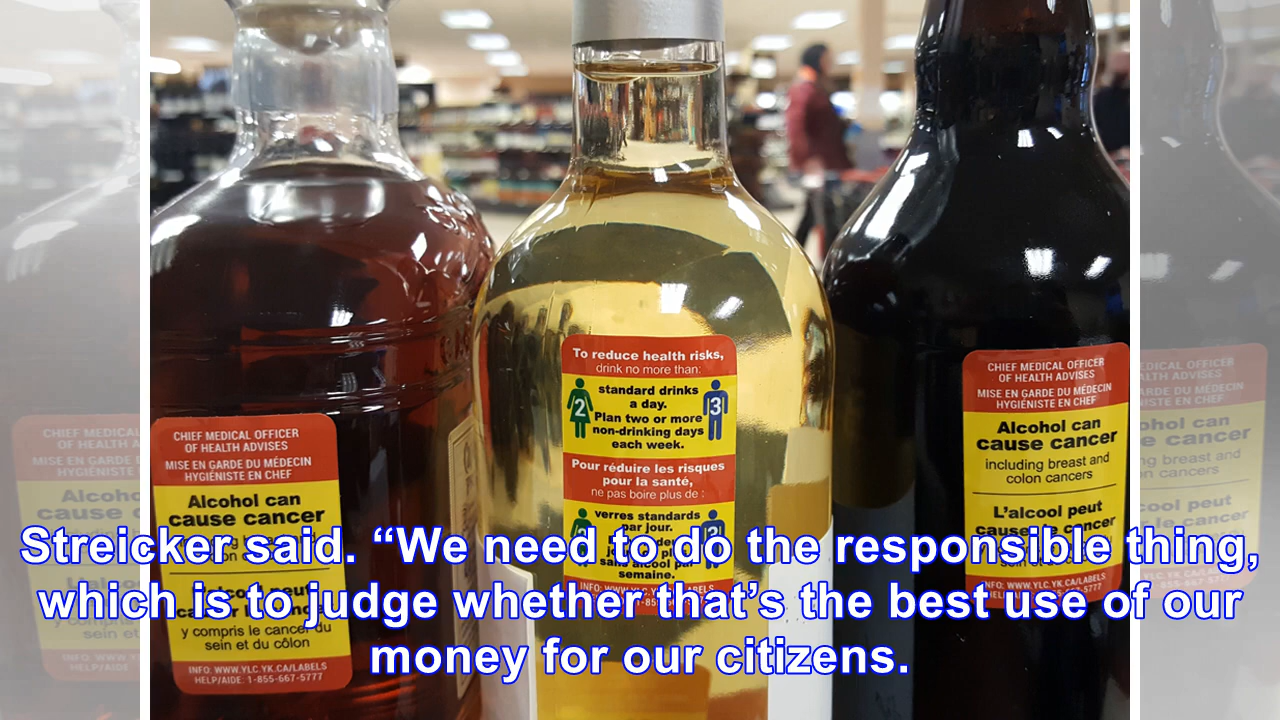 CHIEF MEDICAL OFFICER
OF HEALTH ADVISES
MISE EN GARDE DU MÉDECIN
HYGIÉNISTE EN CHEF
Alcohol can
cause cancer
y compris le cancer du
sein et du côlon
INFO: WWW.YLC.YK.CA/LABELS
HELP/AIDE: 1-855-667-5777
To reduce health risks,
drink no more than:
2 standard drinks 3
a day.
Plan two or more
non-drinking days
each week.
Pour réduire les risques
pour la santé,
ne pas boire plus de :
verres standards
par jour.
semaine.
CHIEF MEDICAL OFFICER
OF HEALTH ADVISES
MISE EN GARDE DU MÉDECIN
HYGIÉNISTE EN CHEF
Alcohol can
cause cancer
including breast and
colon cancers
L'alcool peut
Streicker said. “We need to do the responsible thing,
which is to judge whether that’s the best use of our
money for our citizens.